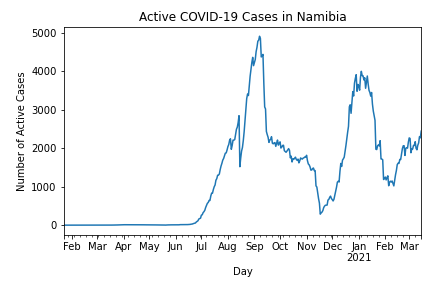 Active COVID-19 Cases in Namibia
Number of Active Cases
5000
4000
3000
2000
1000
0
Feb Mar Apr May Jun Jul Aug Sep Oct Nov Dec Jan Feb Mar
2021
Day